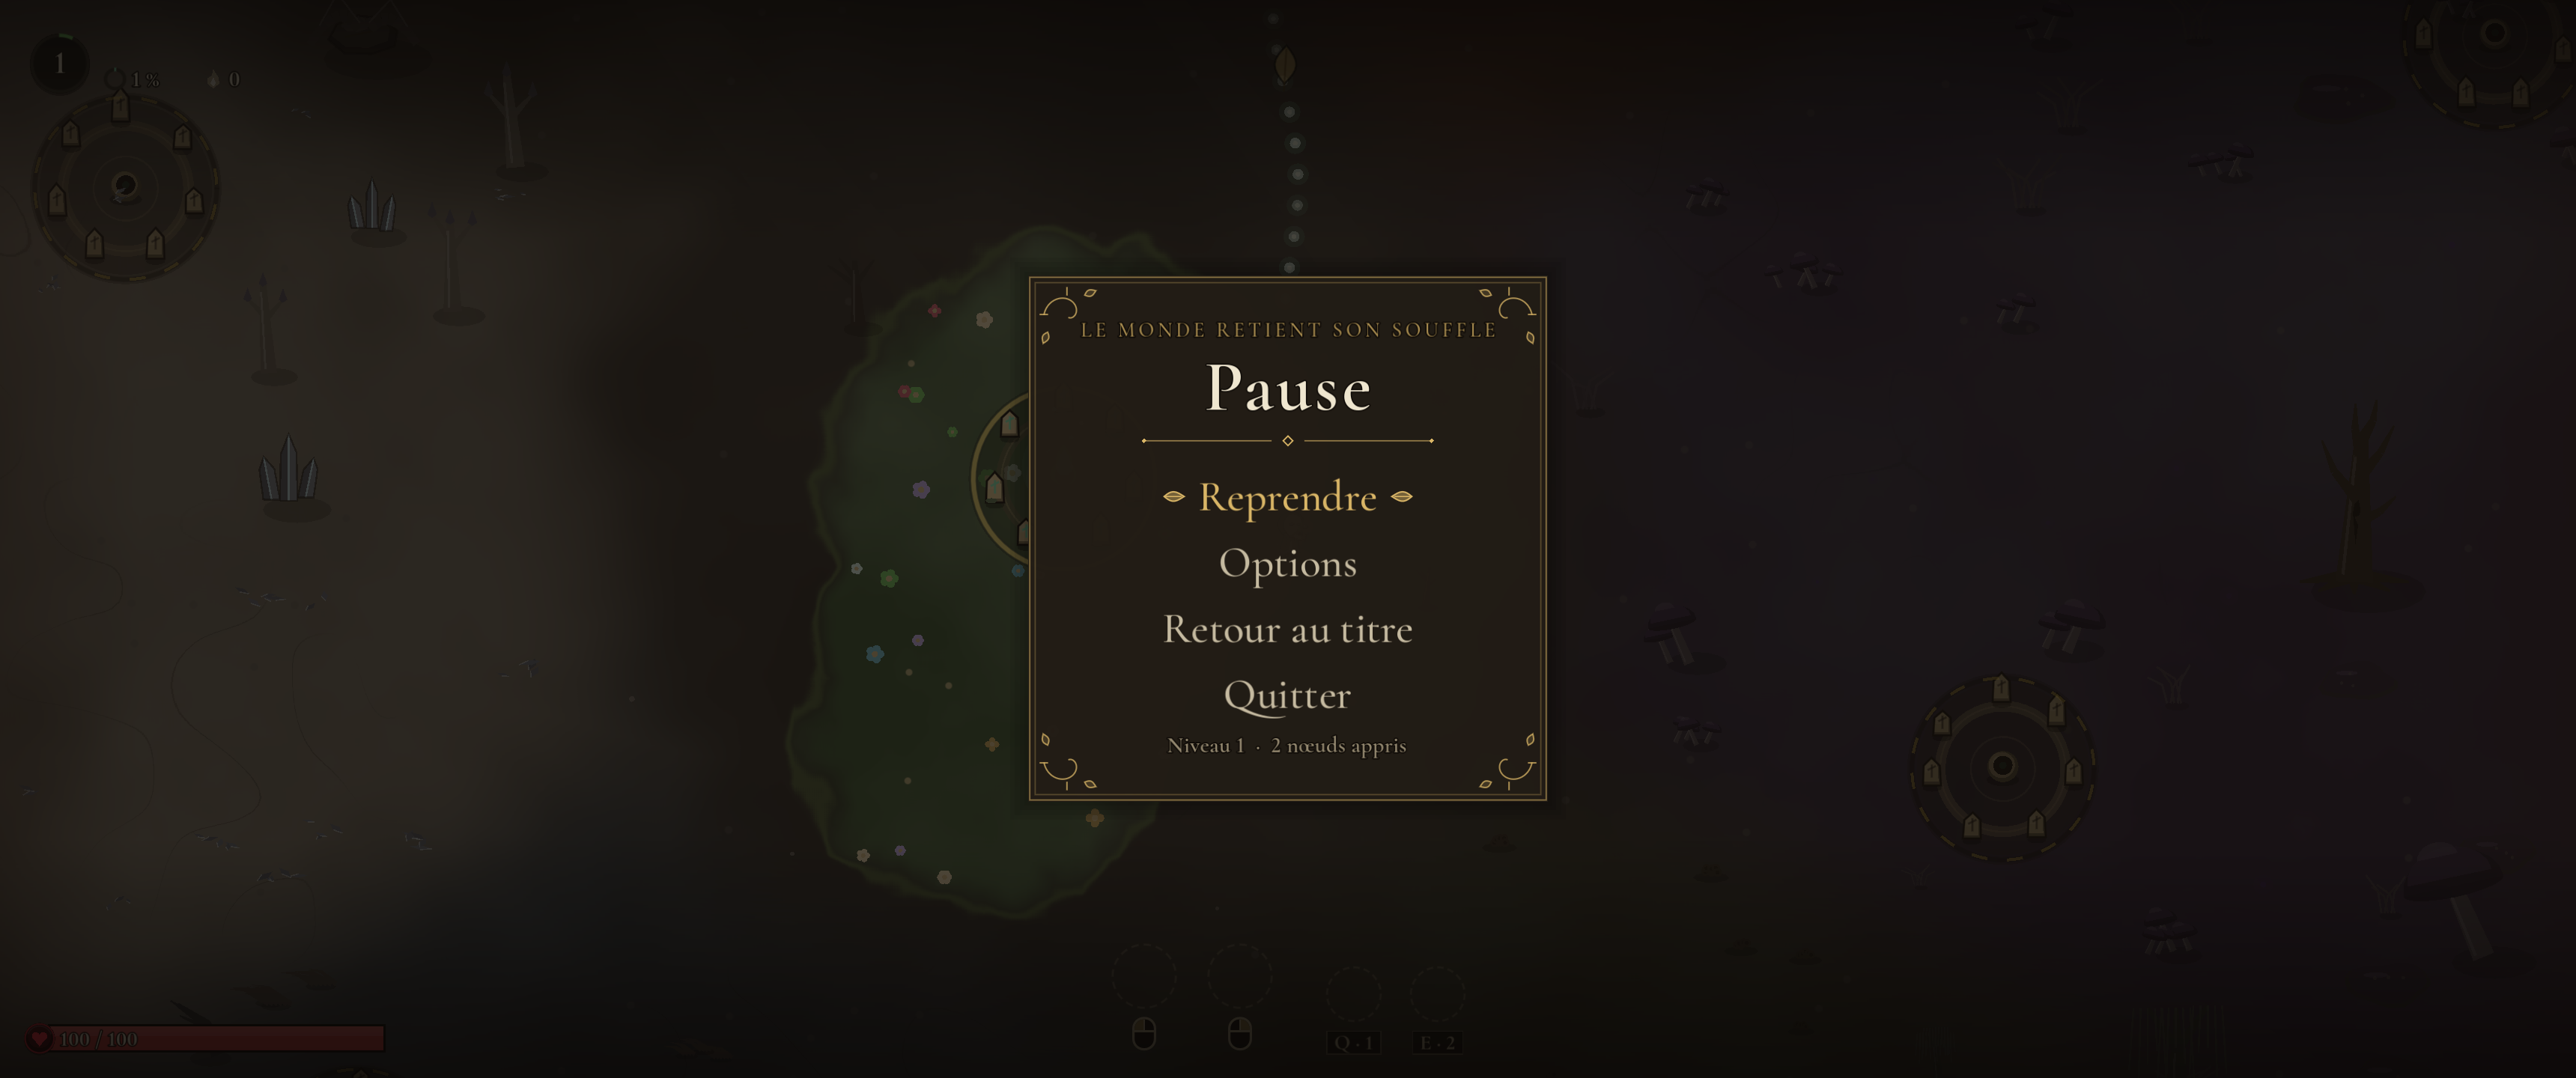 1
1 %
0
LE MONDE RETIENT SON SOUFFLE
Pause
Reprendre
Options
Retour au titre
Quitter
Niveau 1 · 2 nœuds appris
100 / 100
Q · 1
E · 2